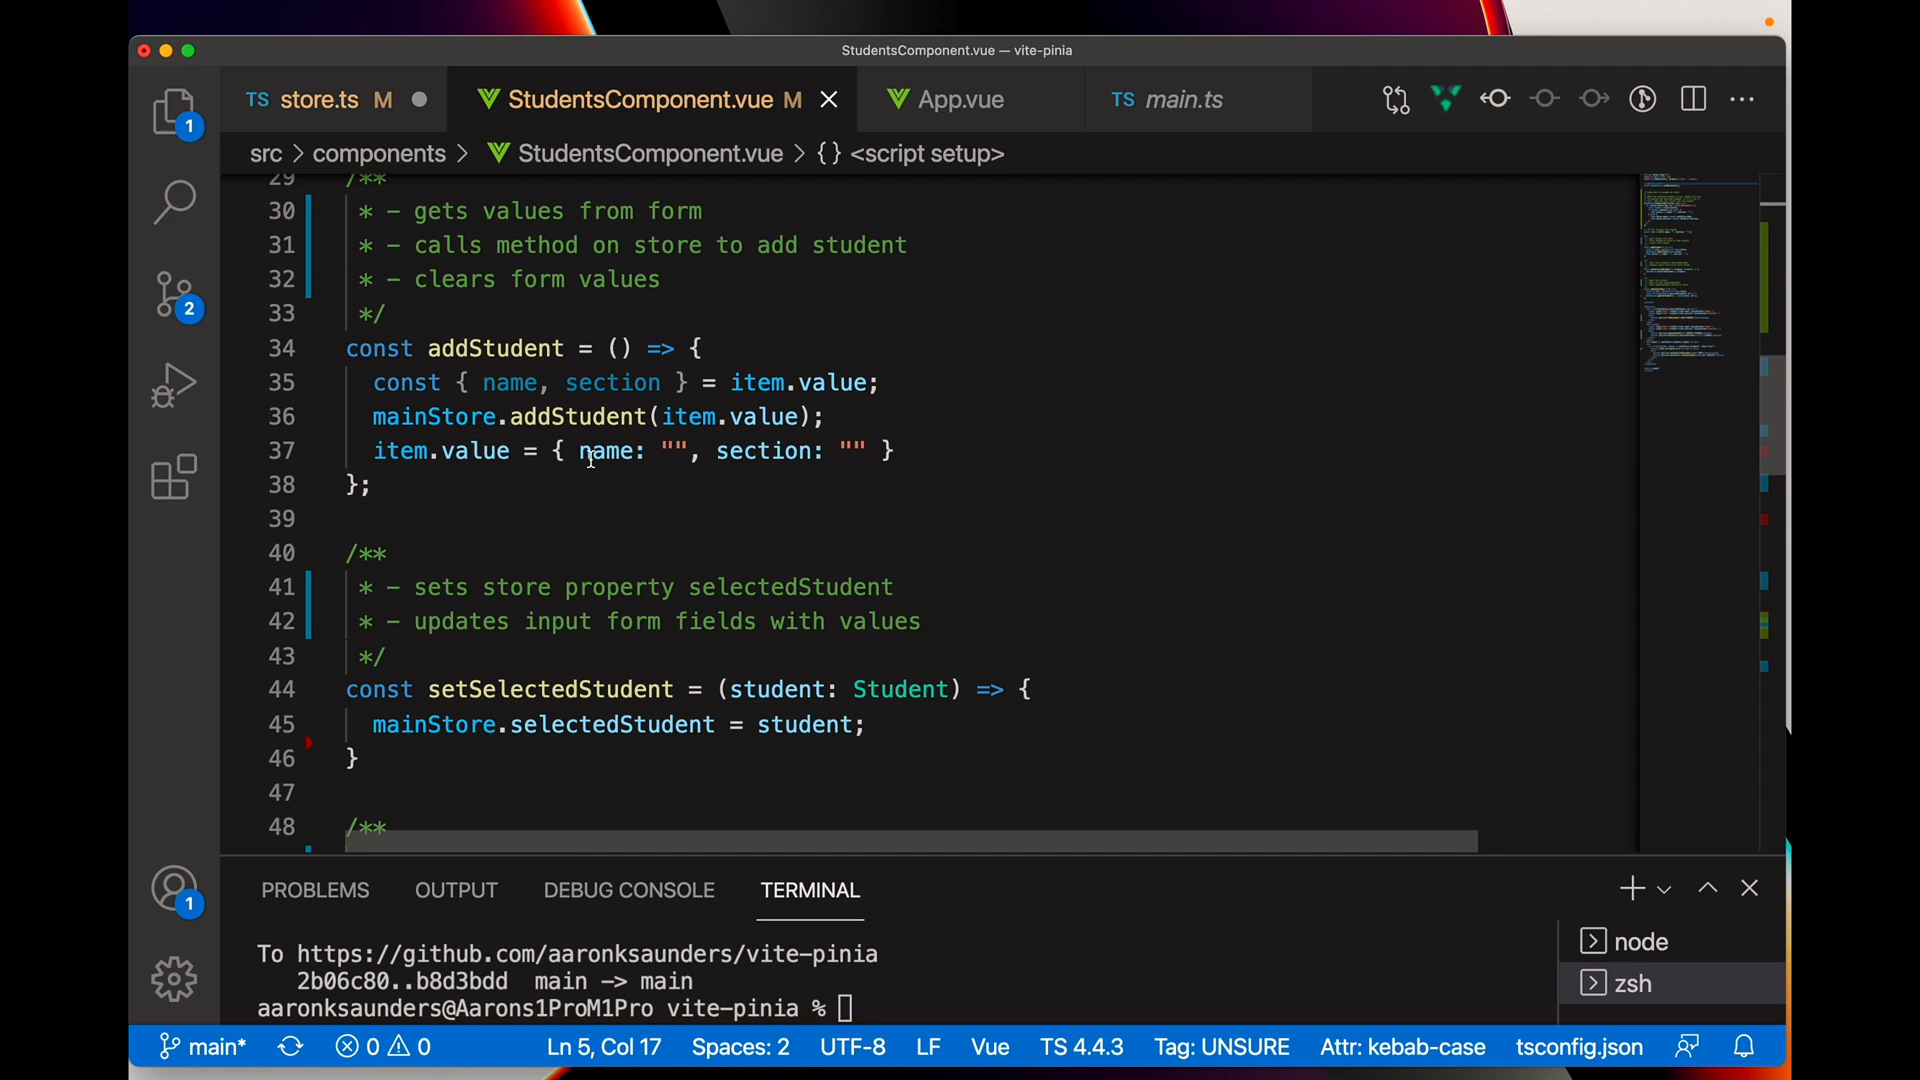 StudentsComponent.vue — vite-pinia
TS store.ts M
StudentsComponent.vue M
App.vue
TS main.ts
src > components > StudentsComponent.vue > {} <script setup>
29 /**
30 * - gets values from form
31 * - calls method on store to add student
32 * - clears form values
33 */
34 const addStudent = () => {
35 const { name, section } = item.value;
36 mainStore.addStudent(item.value);
37 item.value = { name: "", section: "" }
38 };
39
40 /**
41 * - sets store property selectedStudent
42 * - updates input form fields with values
43 */
44 const setSelectedStudent = (student: Student) => {
45 mainStore.selectedStudent = student;
46 }
47
48 /**
1
2
1
PROBLEMS OUTPUT DEBUG CONSOLE TERMINAL
To https://github.com/aaronksaunders/vite-pinia
2b06c80..b8d3bdd main -> main
aaronksaunders@Aarons1ProM1Pro vite-pinia %
node
zsh
main* 0 0 Ln 5, Col 17 Spaces: 2 UTF-8 LF Vue TS 4.4.3 Tag: UNSURE Attr: kebab-case tsconfig.json